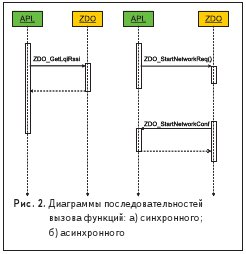 APL
ZDO
APL
ZDO
ZDO_GetLqiRssi
ZDO_StartNetworkReq()
ZDO_StartNetworkConf
Рис. 2. Диаграммы последовательностей
вызова функций: а) синхронного;
б) асинхронного